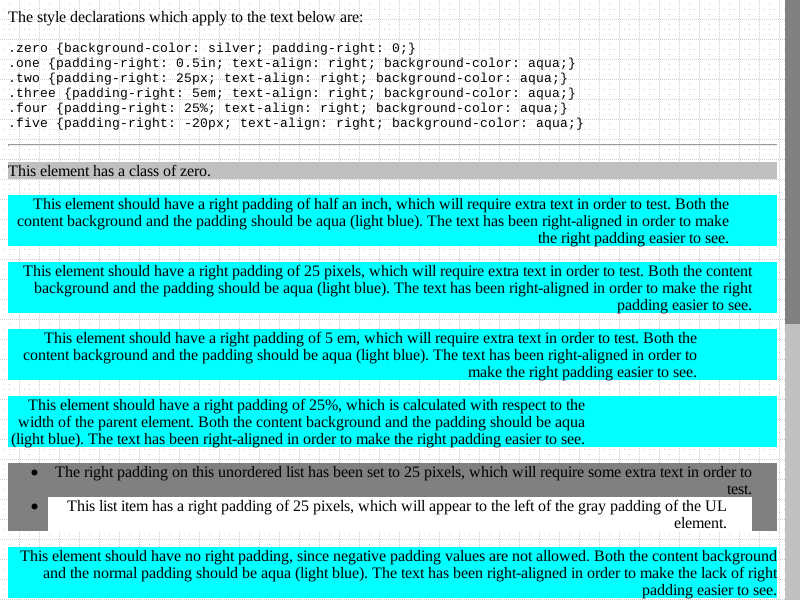 The style declarations which apply to the text below are:
.zero {background-color: silver; padding-right: 0;}
.one {padding-right: 0.5in; text-align: right; background-color: aqua;}
.two {padding-right: 25px; text-align: right; background-color: aqua;}
.three {padding-right: 5em; text-align: right; background-color: aqua;}
.four {padding-right: 25%; text-align: right; background-color: aqua;}
.five {padding-right: -20px; text-align: right; background-color: aqua;}
This element has a class of zero.
This element should have a right padding of half an inch, which will require extra text in order to test. Both the
content background and the padding should be aqua (light blue). The text has been right-aligned in order to make
the right padding easier to see.
This element should have a right padding of 25 pixels, which will require extra text in order to test. Both the content
background and the padding should be aqua (light blue). The text has been right-aligned in order to make the right
padding easier to see.
This element should have a right padding of 5 em, which will require extra text in order to test. Both the
content background and the padding should be aqua (light blue). The text has been right-aligned in order to
make the right padding easier to see.
This element should have a right padding of 25%, which is calculated with respect to the
width of the parent element. Both the content background and the padding should be aqua
(light blue). The text has been right-aligned in order to make the right padding easier to see.
• The right padding on this unordered list has been set to 25 pixels, which will require some extra text in order to
test.
• This list item has a right padding of 25 pixels, which will appear to the left of the gray padding of the UL
element.
This element should have no right padding, since negative padding values are not allowed. Both the content background
and the normal padding should be aqua (light blue). The text has been right-aligned in order to make the lack of right
padding easier to see.